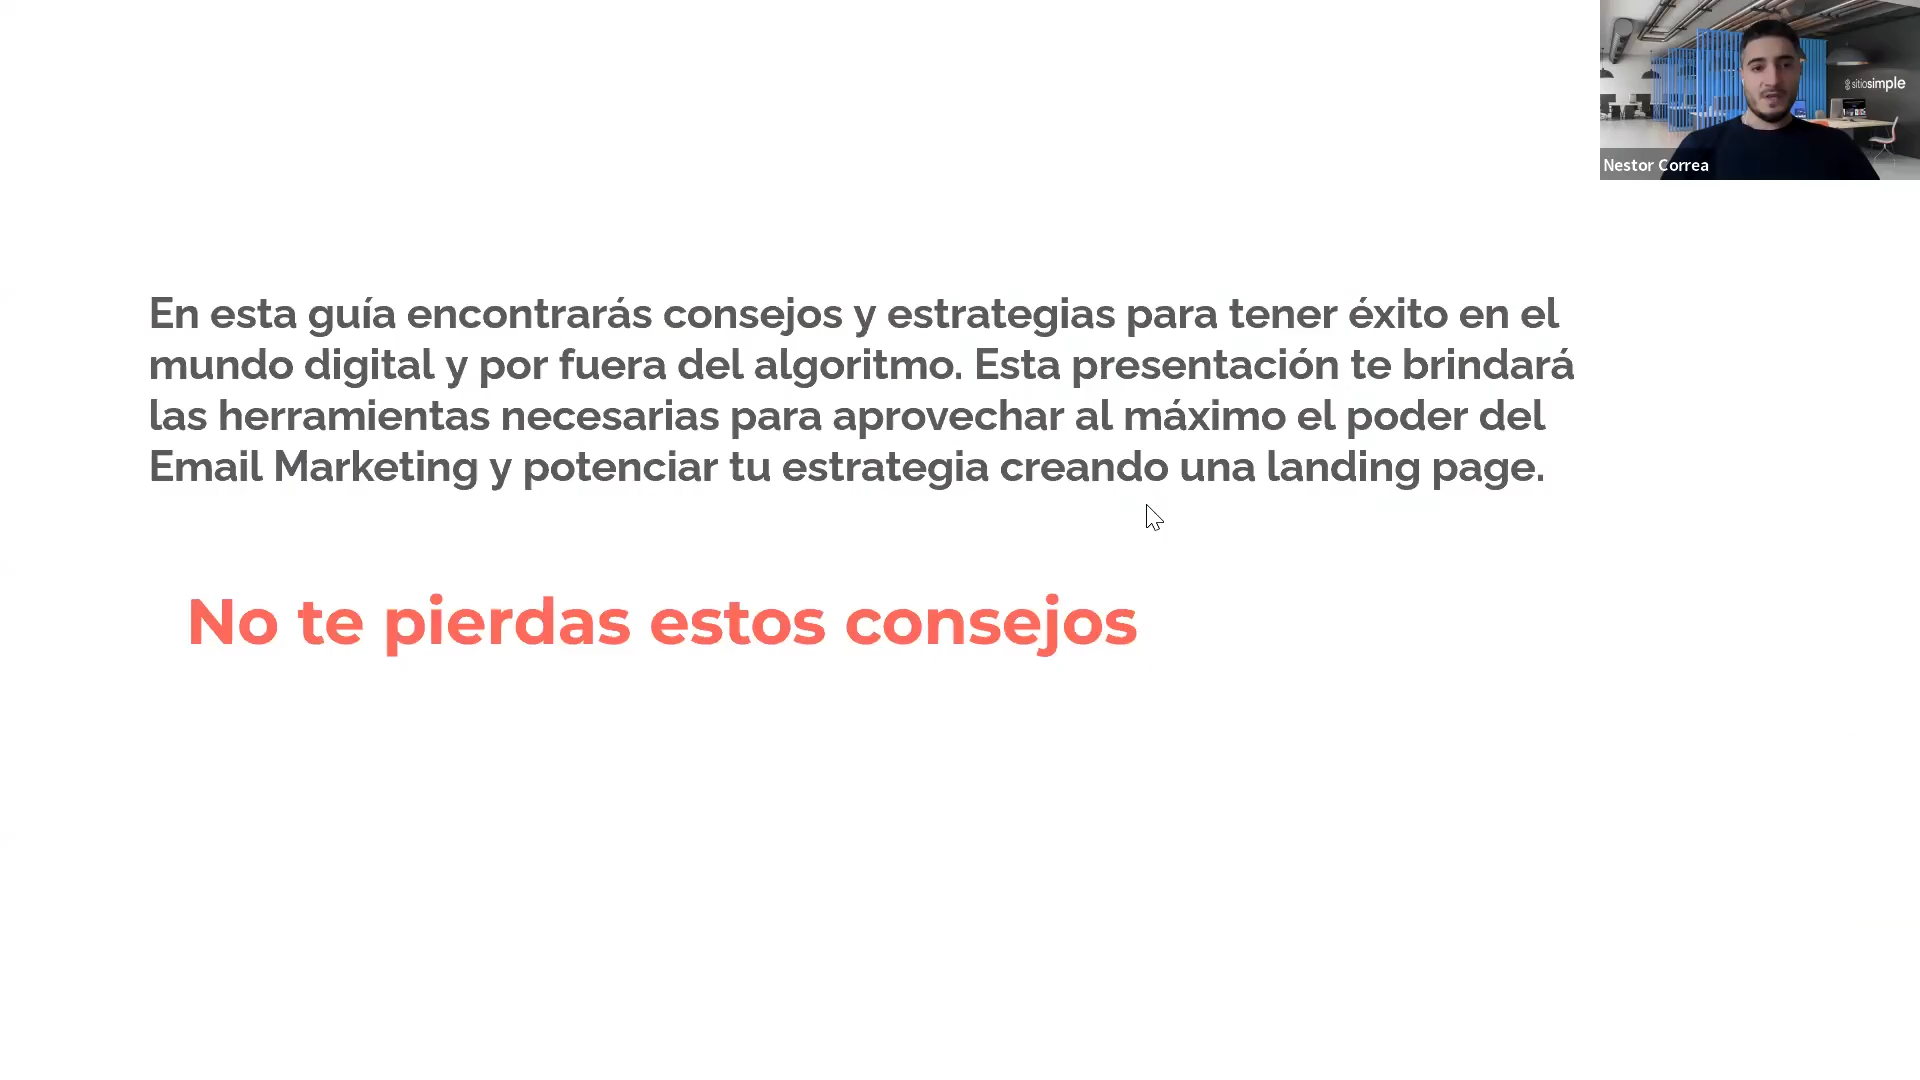 sitiosimple
Nestor Correa
En esta guía encontrarás consejos y estrategias para tener éxito en el
mundo digital y por fuera del algoritmo. Esta presentación te brindará
las herramientas necesarias para aprovechar al máximo el poder del
Email Marketing y potenciar tu estrategia creando una landing page.
No te pierdas estos consejos